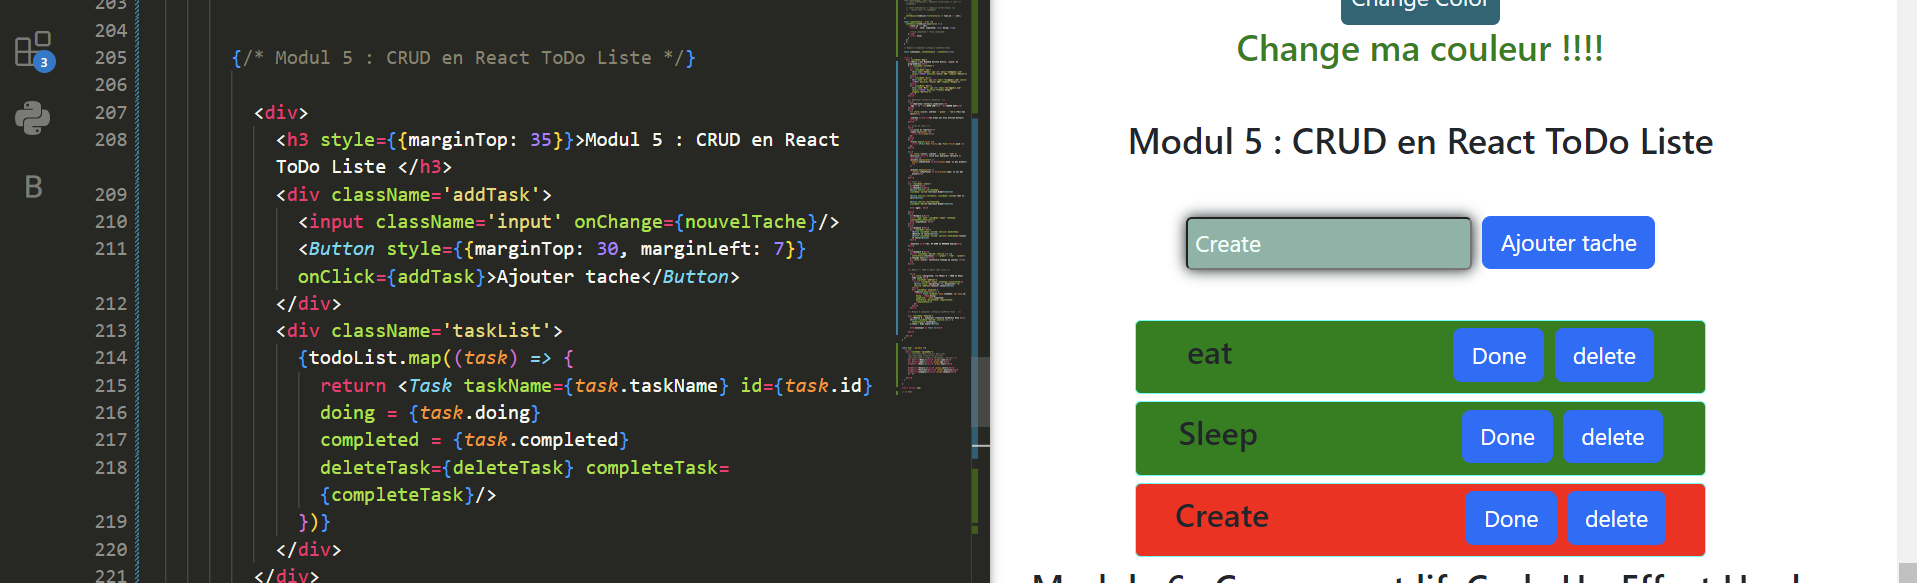 203
204
205 {/* Modul 5 : CRUD en React ToDo Liste */}
206
207 <div>
208 <h3 style={{marginTop: 35}}>Modul 5 : CRUD en React
ToDo Liste </h3>
209 <div className='addTask'>
210 <input className='input' onChange={nouvelTache}/>
211 <Button style={{marginTop: 30, marginLeft: 7}}
onClick={addTask}>Ajouter tache</Button>
212 </div>
213 <div className='taskList'>
214 {todoList.map((task) => {
215 return <Task taskName={task.taskName} id={task.id}
216 doing = {task.doing}
217 completed = {task.completed}
218 deleteTask={deleteTask} completeTask=
{completeTask}/>
219 })}
220 </div>
221 </div>
3
B
Change Color
Change ma couleur !!!!
Modul 5 : CRUD en React ToDo Liste
Create Ajouter tache
eat Done delete
Sleep Done delete
Create Done delete